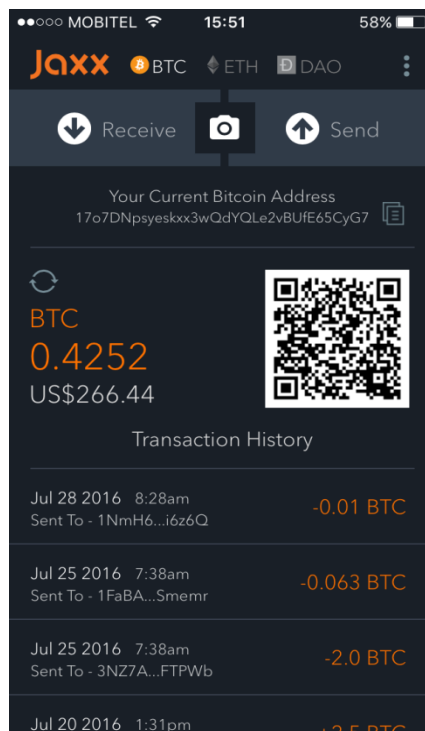 MOBITEL 15:51 58%
Jaxx BTC ETH DAO
Receive Send
Your Current Bitcoin Address
17o7DNpsyeskxx3wQdYQLe2vBUfE65CyG7
BTC
0.4252
US$266.44
Transaction History
Jul 28 2016 8:28am
-0.01 BTC
Sent To - 1NmH6...i6z6Q
Jul 25 2016 7:38am
-0.063 BTC
Sent To - 1FaBA...Smemr
Jul 25 2016 7:38am
-2.0 BTC
Sent To - 3NZ7A...FTPWb
Jul 20 2016 1:31pm